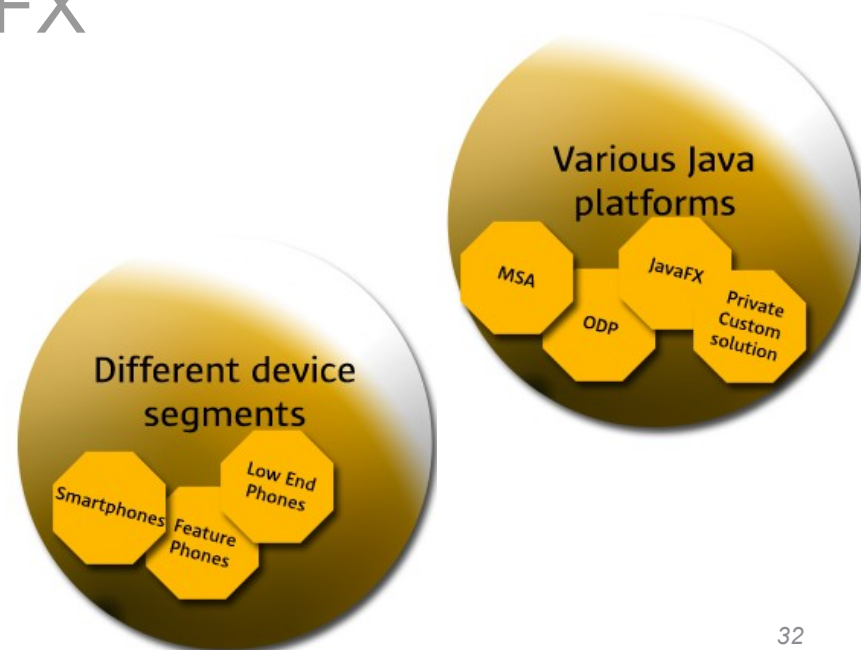 FX
Various Java
platforms
MSA
ODP
JavaFX
Private
Custom
solution
Different device
segments
Smartphones
Feature
Phones
Low End
Phones
32